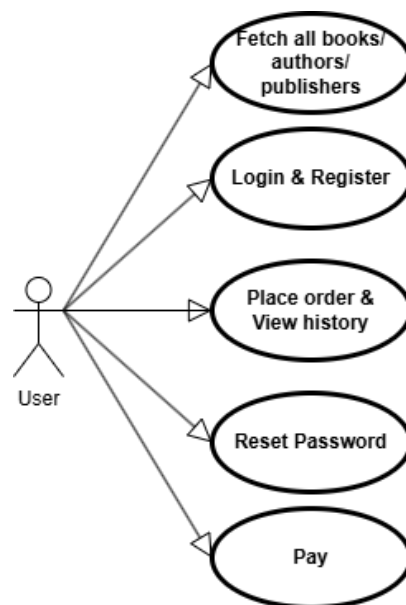 Fetch all books/
authors/
publishers
Login & Register
Place order &
View history
User
Reset Password
Pay